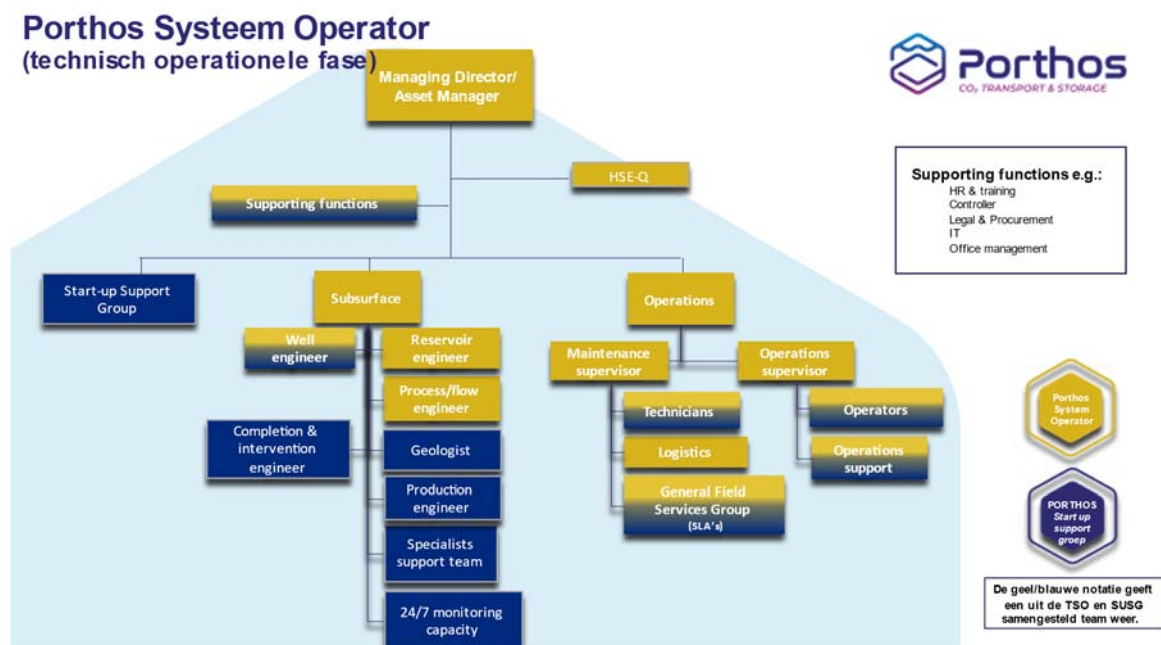 Porthos Systeem Operator
(technisch operationele fase)
Managing Director/
Asset Manager
Porthos
CO₂ TRANSPORT & STORAGE
HSE-Q
Supporting functions
Supporting functions e.g.:
HR & training
Controller
Legal & Procurement
IT
Office management
Start-up Support
Group
Subsurface
Operations
Well
engineer
Reservoir
engineer
Process/flow
engineer
Completion &
intervention
engineer
Geologist
Production
engineer
Specialists
support team
24/7 monitoring
capacity
Maintenance
supervisor
Operations
supervisor
Technicians
Logistics
General Field
Services Group
(SLA's)
Operators
Operations
support
Porthos
System
Operator
PORTHOS
Start up
support
groep
De geel/blauwe notatie geeft
een uit de TSO en SUSG
samengesteld team weer.